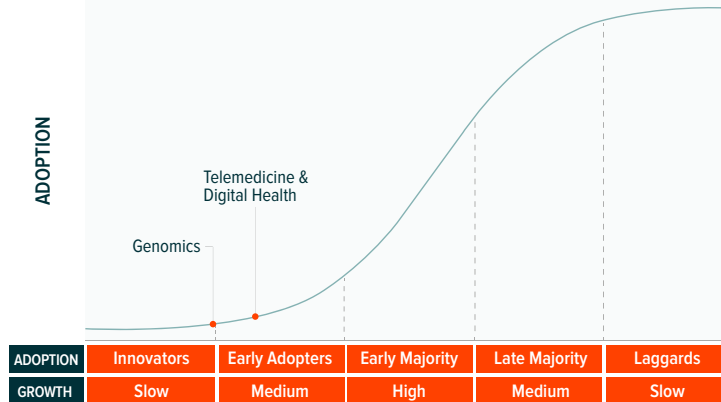 ADOPTION
Telemedicine &
Digital Health
Genomics
ADOPTION Innovators Early Adopters Early Majority Late Majority Laggards
GROWTH Slow Medium High Medium Slow